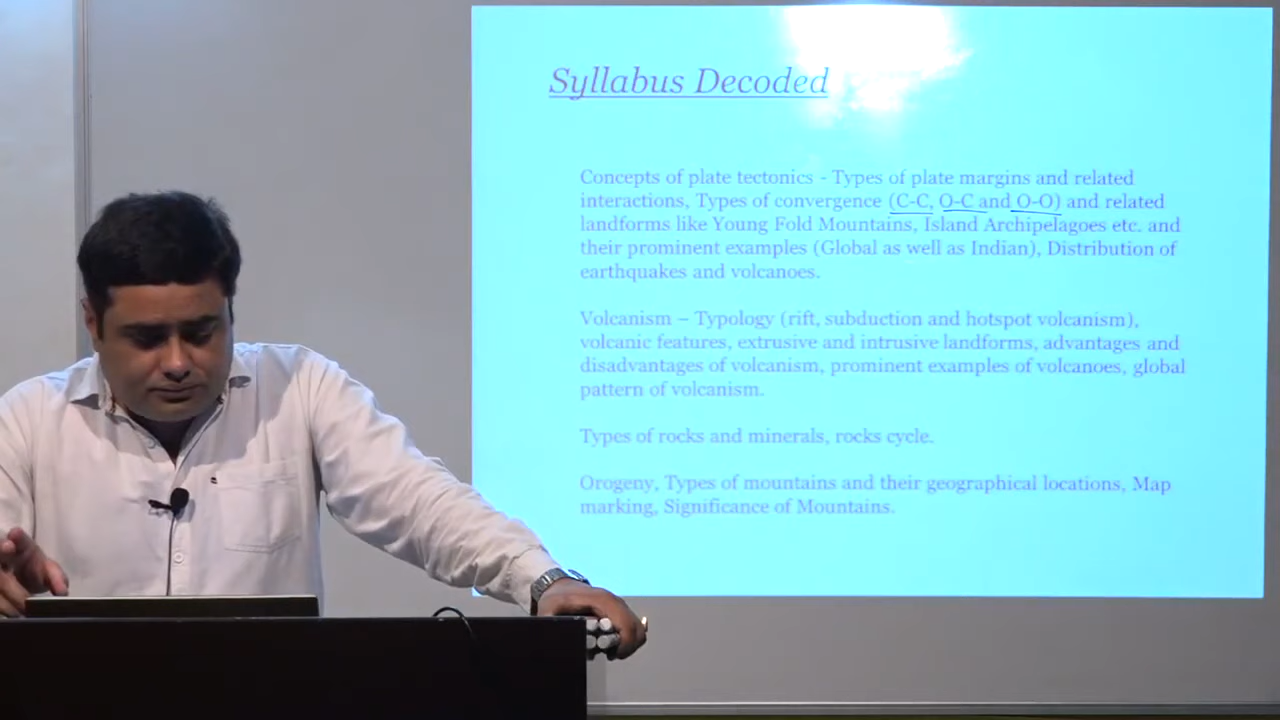 Syllabus Decoded
Concepts of plate tectonics - Types of plate margins and related
interactions, Types of convergence (C-C, O-C and O-O) and related
landforms like Young Fold Mountains, Island Archipelagoes etc. and
their prominent examples (Global as well as Indian), Distribution of
earthquakes and volcanoes.
Volcanism – Typology (rift, subduction and hotspot volcanism),
volcanic features, extrusive and intrusive landforms, advantages and
disadvantages of volcanism, prominent examples of volcanoes, global
pattern of volcanism.
Types of rocks and minerals, rocks cycle.
Orogeny, Types of mountains and their geographical locations, Map
marking, Significance of Mountains.